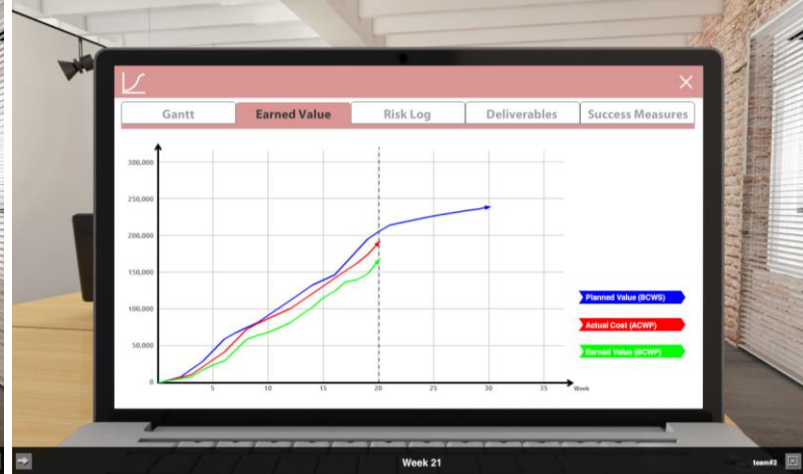 Gantt
Earned Value
Risk Log
Deliverables
Success Measures
300,000
250,000
200,000
150,000
100,000
50,000
0
5
10
15
20
25
30
35
Week
Planned Value (BCWS)
Actual Cost (ACWP)
Earned Value (BCWP)
Week 21
team#2